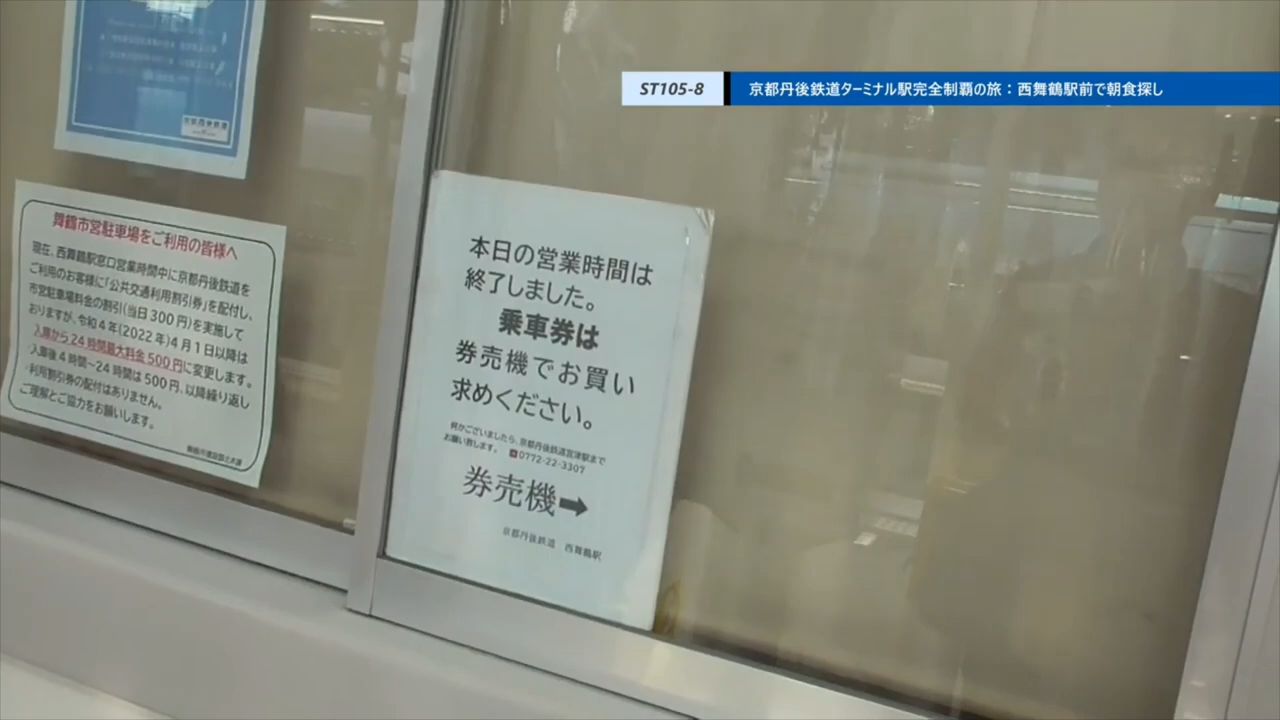 ST105-8
京都丹後鉄道ターミナル駅完全制覇の旅：西舞鶴駅前で朝食探し
舞鶴市営駐車場をご利用の皆様へ
現在、西舞鶴駅窓口営業時間中に京都丹後鉄道を
ご利用のお客様に「公共交通利用割引券」を配付し、
市営駐車場料金の割引(当日300円)を実施して
おりますが、令和4年(2022年)4月1日以降は
入庫から24時間最大料金500円に変更します。
入庫後4時間～24時間は500円、以降繰り返し
利用割引券の配付はありません。
ご理解とご協力をお願いします。
本日の営業時間は
終了しました。
乗車券は
券売機でお買い
求めください。
何かございましたら、京都丹後鉄道宮津駅まで
お願い致します。 ☎0772-22-3307
券売機➡
京都丹後鉄道 西舞鶴駅